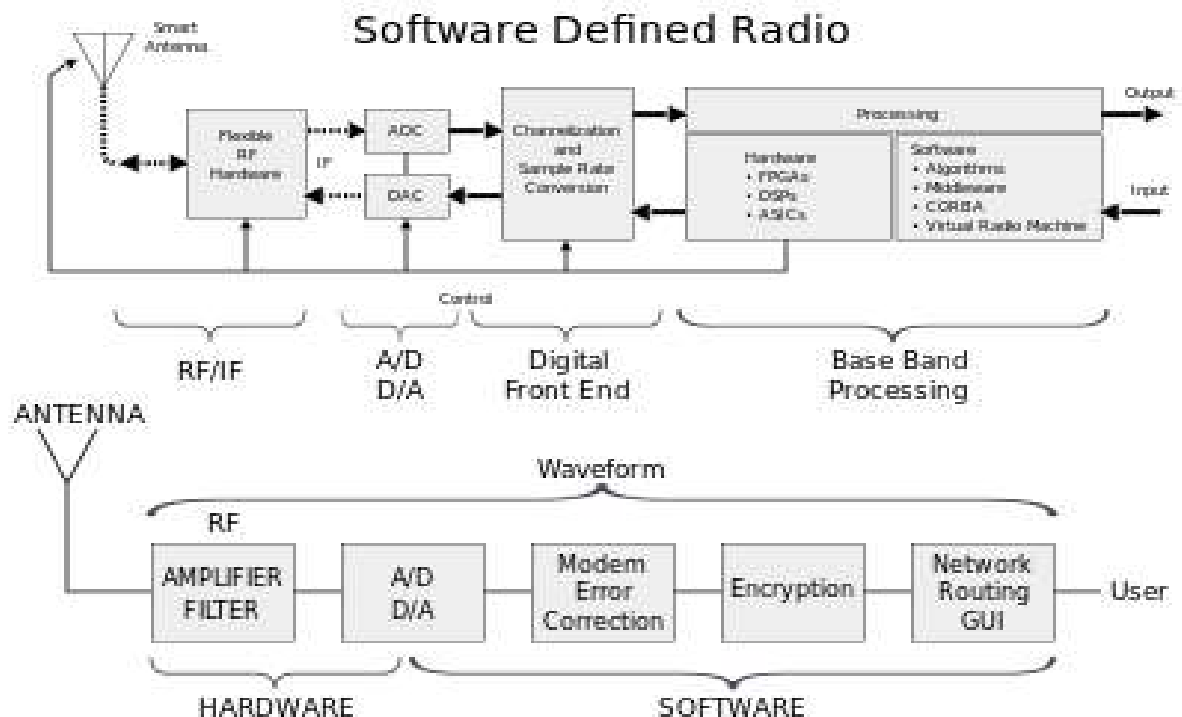 Software Defined Radio
Smart
Antenna
Flexible
RF
Hardware
IF
ADC
DAC
Channelization
and
Sample Rate
Conversion
Processing
Hardware
• FPGAs
• DSPs
• ASICs
Software
• Algorithms
• Middleware
• CORBA
• Virtual Radio Machine
Output
Input
Control
RF/IF
A/D
D/A
Digital
Front End
Base Band
Processing
ANTENNA
Waveform
RF
AMPLIFIER
FILTER
A/D
D/A
Modem
Error
Correction
Encryption
Network
Routing
GUI
User
HARDWARE
SOFTWARE